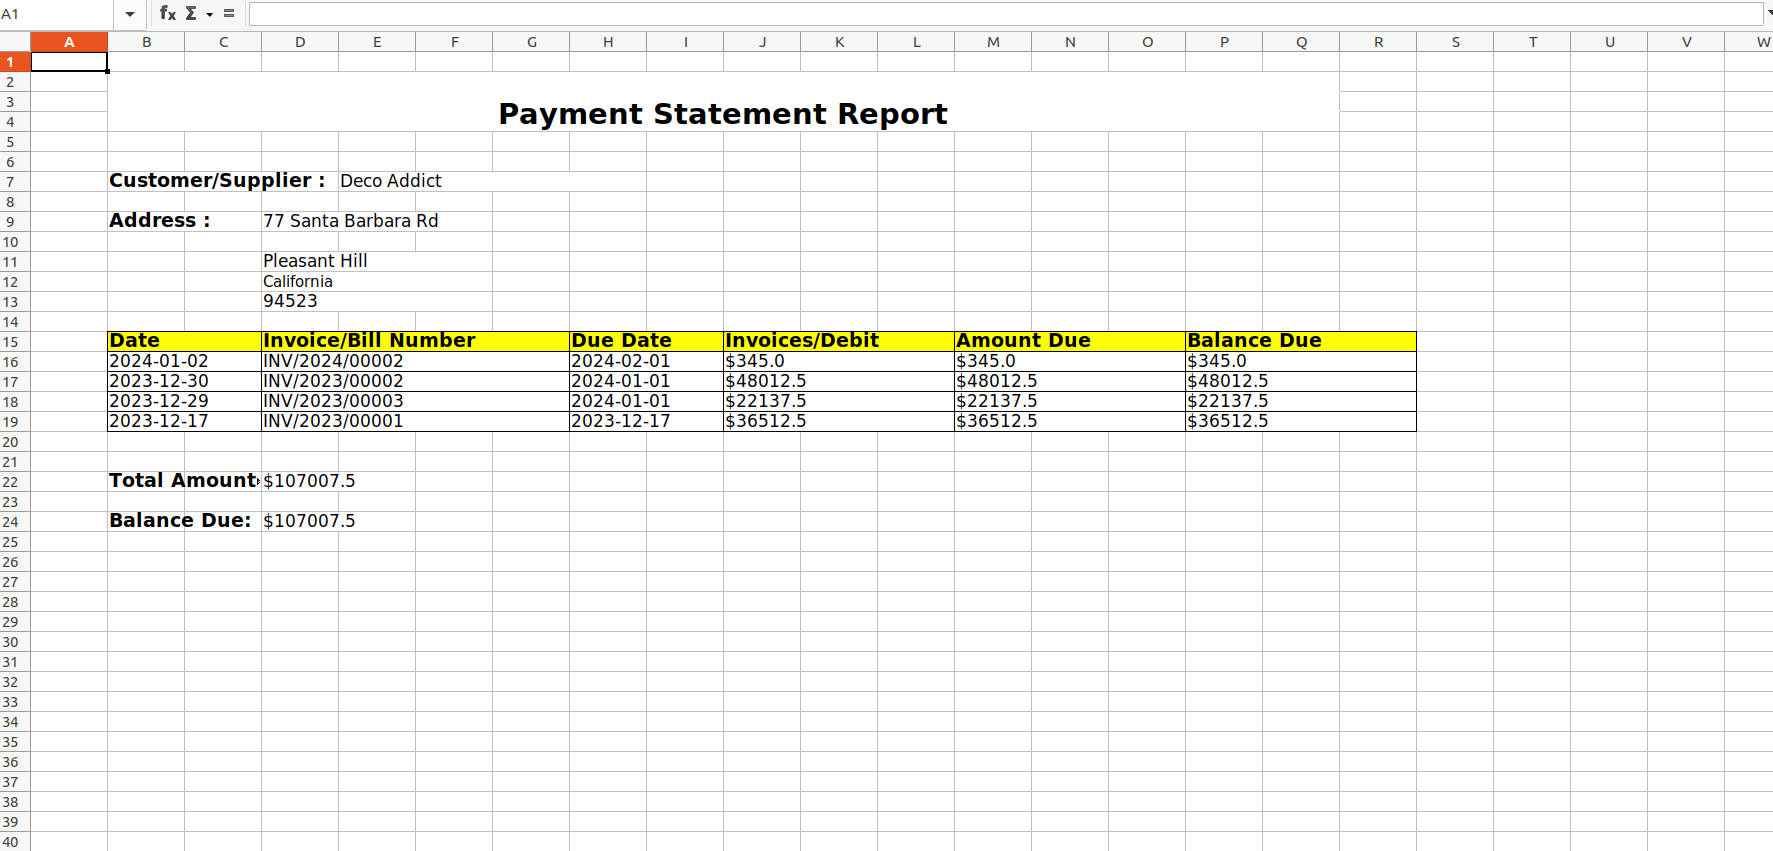 A1 fx Σ =
A B C D E F G H I J K L M N O P Q R S T U V W
1
2
3
Payment Statement Report
4
5
6
7 Customer/Supplier : Deco Addict
8
9 Address : 77 Santa Barbara Rd
10
11 Pleasant Hill
12 California
13 94523
14
15 Date Invoice/Bill Number Due Date Invoices/Debit Amount Due Balance Due
16 2024-01-02 INV/2024/00002 2024-02-01 $345.0 $345.0 $345.0
17 2023-12-30 INV/2023/00002 2024-01-01 $48012.5 $48012.5 $48012.5
18 2023-12-29 INV/2023/00003 2024-01-01 $22137.5 $22137.5 $22137.5
19 2023-12-17 INV/2023/00001 2023-12-17 $36512.5 $36512.5 $36512.5
20
21
22 Total Amount $107007.5
23
24 Balance Due: $107007.5
25
26
27
28
29
30
31
32
33
34
35
36
37
38
39
40